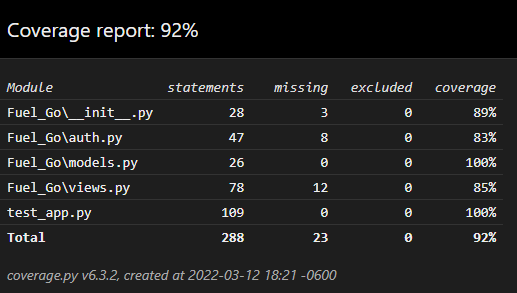 Coverage report: 92%
Module statements missing excluded coverage
Fuel_Go\__init__.py 28 3 0 89%
Fuel_Go\auth.py 47 8 0 83%
Fuel_Go\models.py 26 0 0 100%
Fuel_Go\views.py 78 12 0 85%
test_app.py 109 0 0 100%
Total 288 23 0 92%
coverage.py v6.3.2, created at 2022-03-12 18:21 -0600